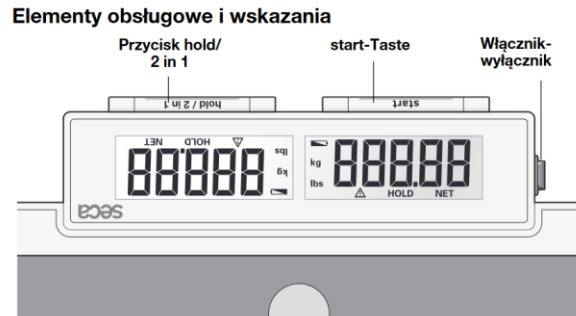 Elementy obsługowe i wskazania
Przycisk hold/
2 in 1
start-Taste
Włącznik-
wyłącznik
hold / 2 in 1
start
NET HOLD
lbs
kg
88888
kg
lbs
888.88
HOLD NET
seca